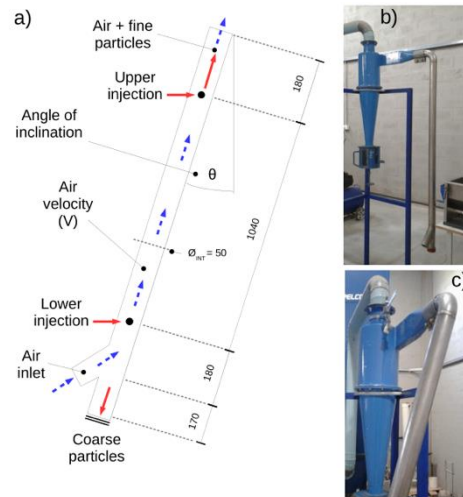 a)
Air + fine
particles
Upper
injection
Angle of
inclination
θ
180
Air
velocity
(V)
1040
Ø INT = 50
Lower
injection
Air
inlet
180
170
Coarse
particles
b)
c)
ELCO